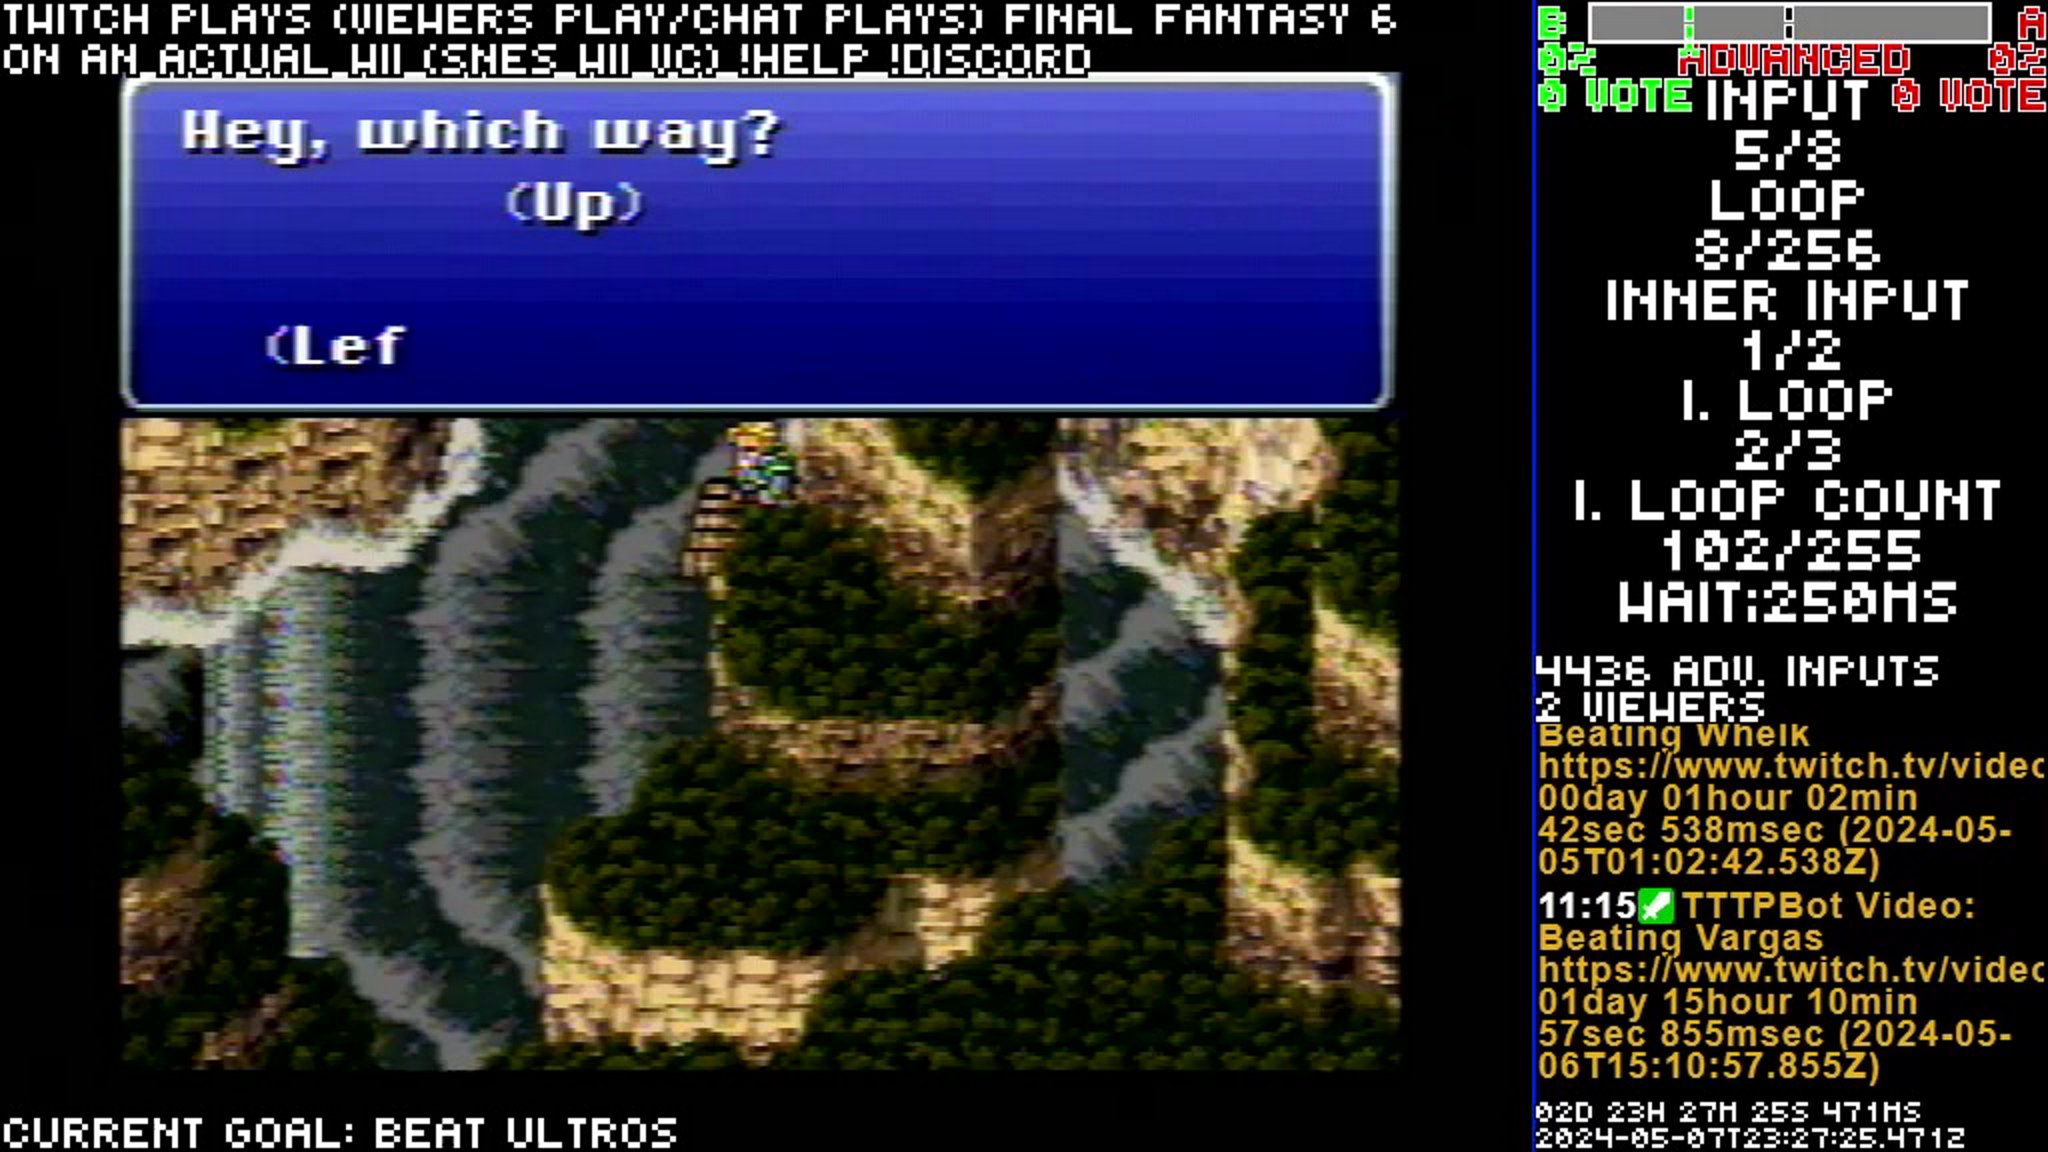 TWITCH PLAYS (VIEWERS PLAY/CHAT PLAYS) FINAL FANTASY 6
ON AN ACTUAL WII (SNES WII VC) !HELP !DISCORD
Hey, which way?
(Up)
(Lef
CURRENT GOAL: BEAT ULTROS
B A
0% ADVANCED 0%
0 VOTE INPUT 0 VOTE
5/8
LOOP
8/256
INNER INPUT
1/2
I. LOOP
2/3
I. LOOP COUNT
102/255
WAIT:250MS
4436 ADV. INPUTS
2 VIEWERS
Beating Whelk
https://www.twitch.tv/videc
00day 01hour 02min
42sec 538msec (2024-05-
05T01:02:42.538Z)
11:15 TTTPBot Video:
Beating Vargas
https://www.twitch.tv/videc
01day 15hour 10min
57sec 855msec (2024-05-
06T15:10:57.855Z)
02D 23H 27M 25S 471MS
2024-05-07T23:27:25.471Z